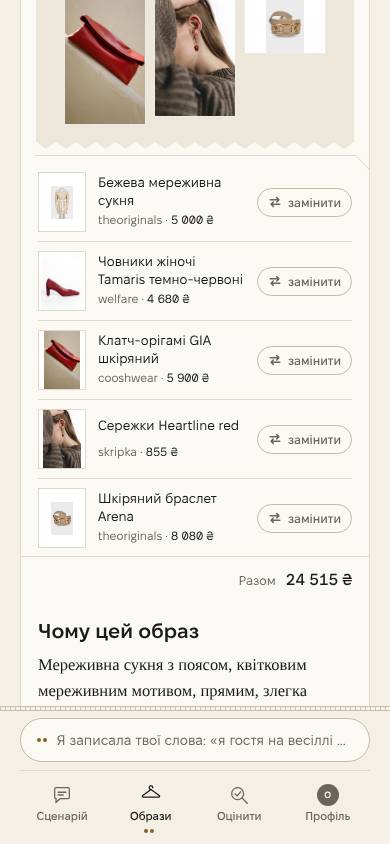 Бежева мереживна
сукня
theoriginals · 5 000 ₴
замінити
Човники жіночі
Tamaris темно-червоні
welfare · 4 680 ₴
замінити
Клатч-орігамі GIA
шкіряний
cooshwear · 5 900 ₴
замінити
Сережки Heartline red
skripka · 855 ₴
замінити
Шкіряний браслет
Arena
theoriginals · 8 080 ₴
замінити
Разом 24 515 ₴
Чому цей образ
Мереживна сукня з поясом, квітковим
мереживним мотивом, прямим, злегка
Я записала твої слова: «я гостя на весіллі ...
Сценарій
Образи
Оцінити
О
Профіль